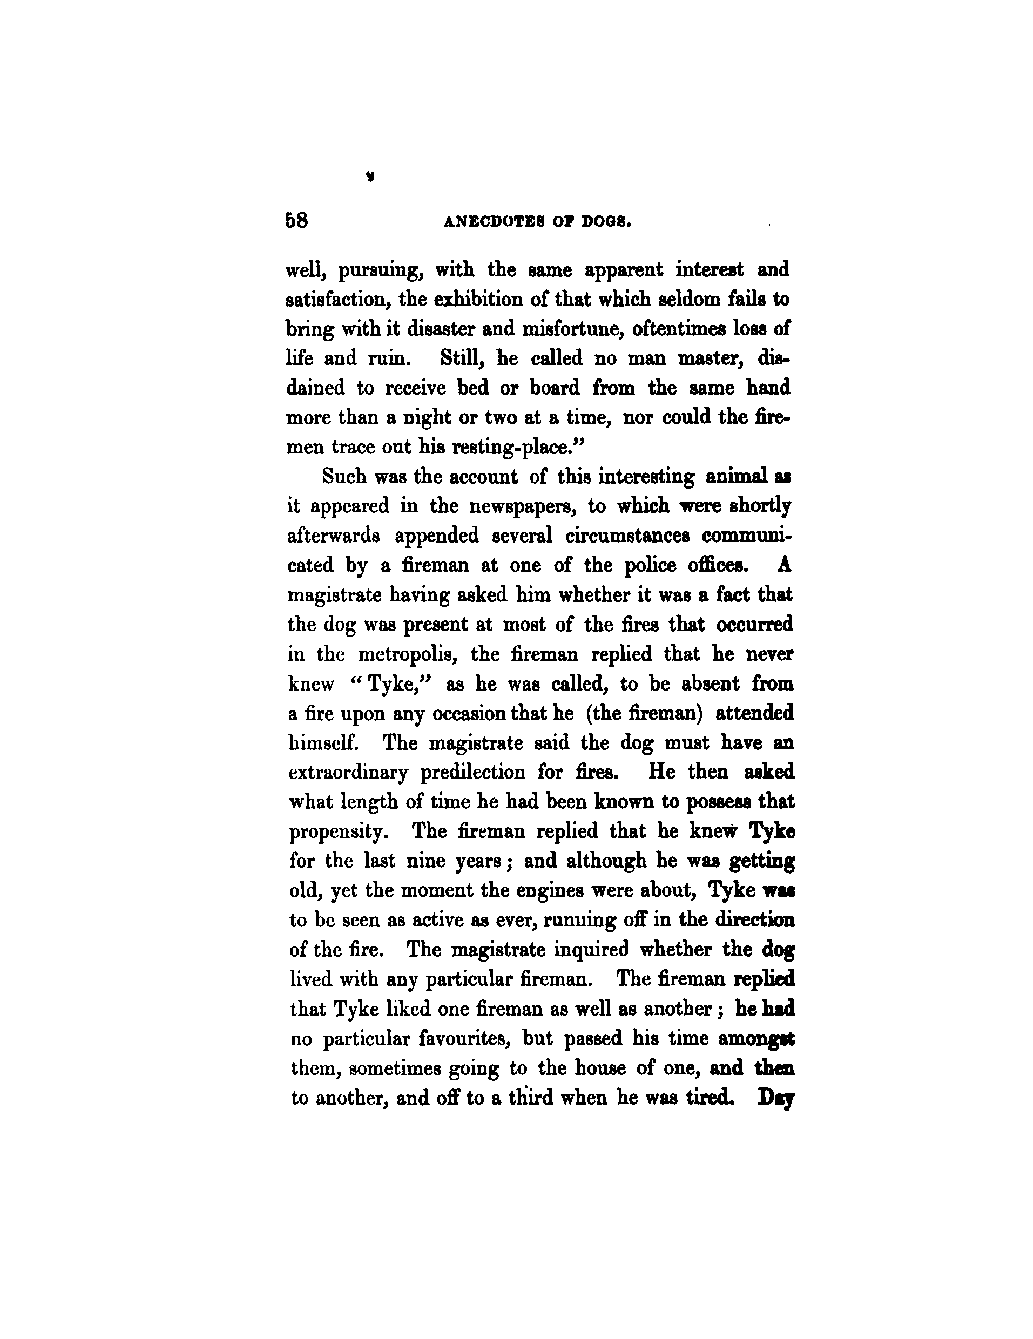 58 ANECDOTES OF DOGS.
well, pursuing, with the same apparent interest and
satisfaction, the exhibition of that which seldom fails to
bring with it disaster and misfortune, oftentimes loss of
life and ruin. Still, he called no man master, dis-
dained to receive bed or board from the same hand
more than a night or two at a time, nor could the fire-
men trace out his resting-place.”
Such was the account of this interesting animal as
it appeared in the newspapers, to which were shortly
afterwards appended several circumstances communi-
cated by a fireman at one of the police offices. A
magistrate having asked him whether it was a fact that
the dog was present at most of the fires that occurred
in the metropolis, the fireman replied that he never
knew “Tyke,” as he was called, to be absent from
a fire upon any occasion that he (the fireman) attended
himself. The magistrate said the dog must have an
extraordinary predilection for fires. He then asked
what length of time he had been known to possess that
propensity. The fireman replied that he knew Tyke
for the last nine years; and although he was getting
old, yet the moment the engines were about, Tyke was
to be seen as active as ever, running off in the direction
of the fire. The magistrate inquired whether the dog
lived with any particular fireman. The fireman replied
that Tyke liked one fireman as well as another; he had
no particular favourites, but passed his time amongst
them, sometimes going to the house of one, and then
to another, and off to a third when he was tired. Day